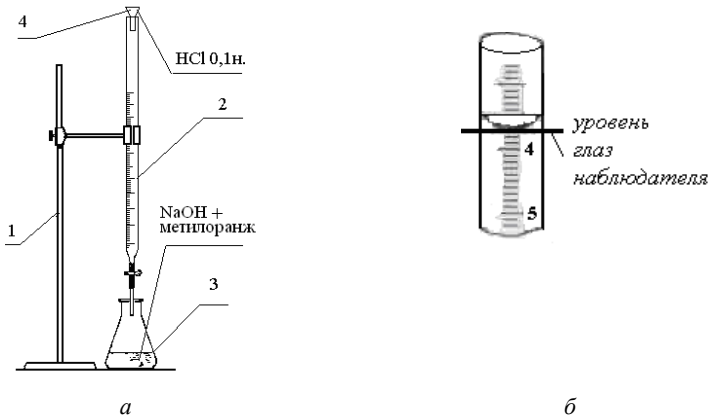 4
HCl 0,1н.
2
NaOH +
метилоранж
1
3
а
уровень
глаз
наблюдателя
4
5
б